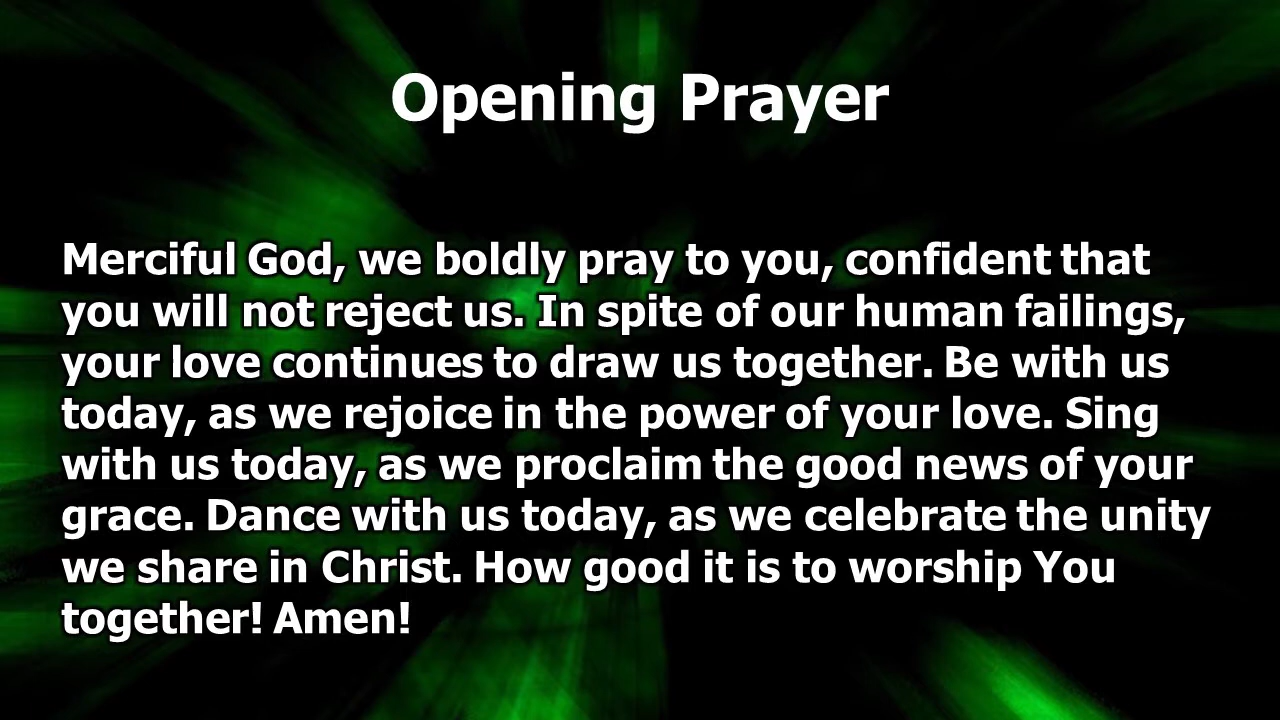 Opening Prayer
Merciful God, we boldly pray to you, confident that
you will not reject us. In spite of our human failings,
your love continues to draw us together. Be with us
today, as we rejoice in the power of your love. Sing
with us today, as we proclaim the good news of your
grace. Dance with us today, as we celebrate the unity
we share in Christ. How good it is to worship You
together! Amen!